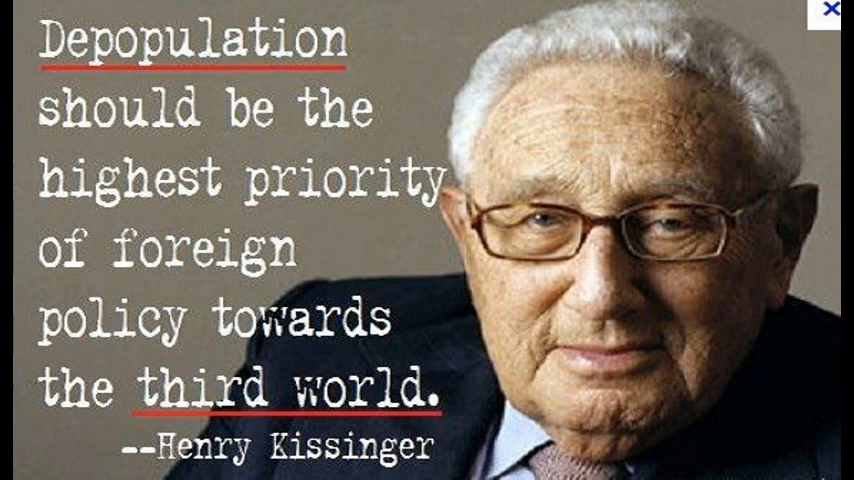 Depopulation
should be the
highest priority
of foreign
policy towards
the third world.
--Henry Kissinger